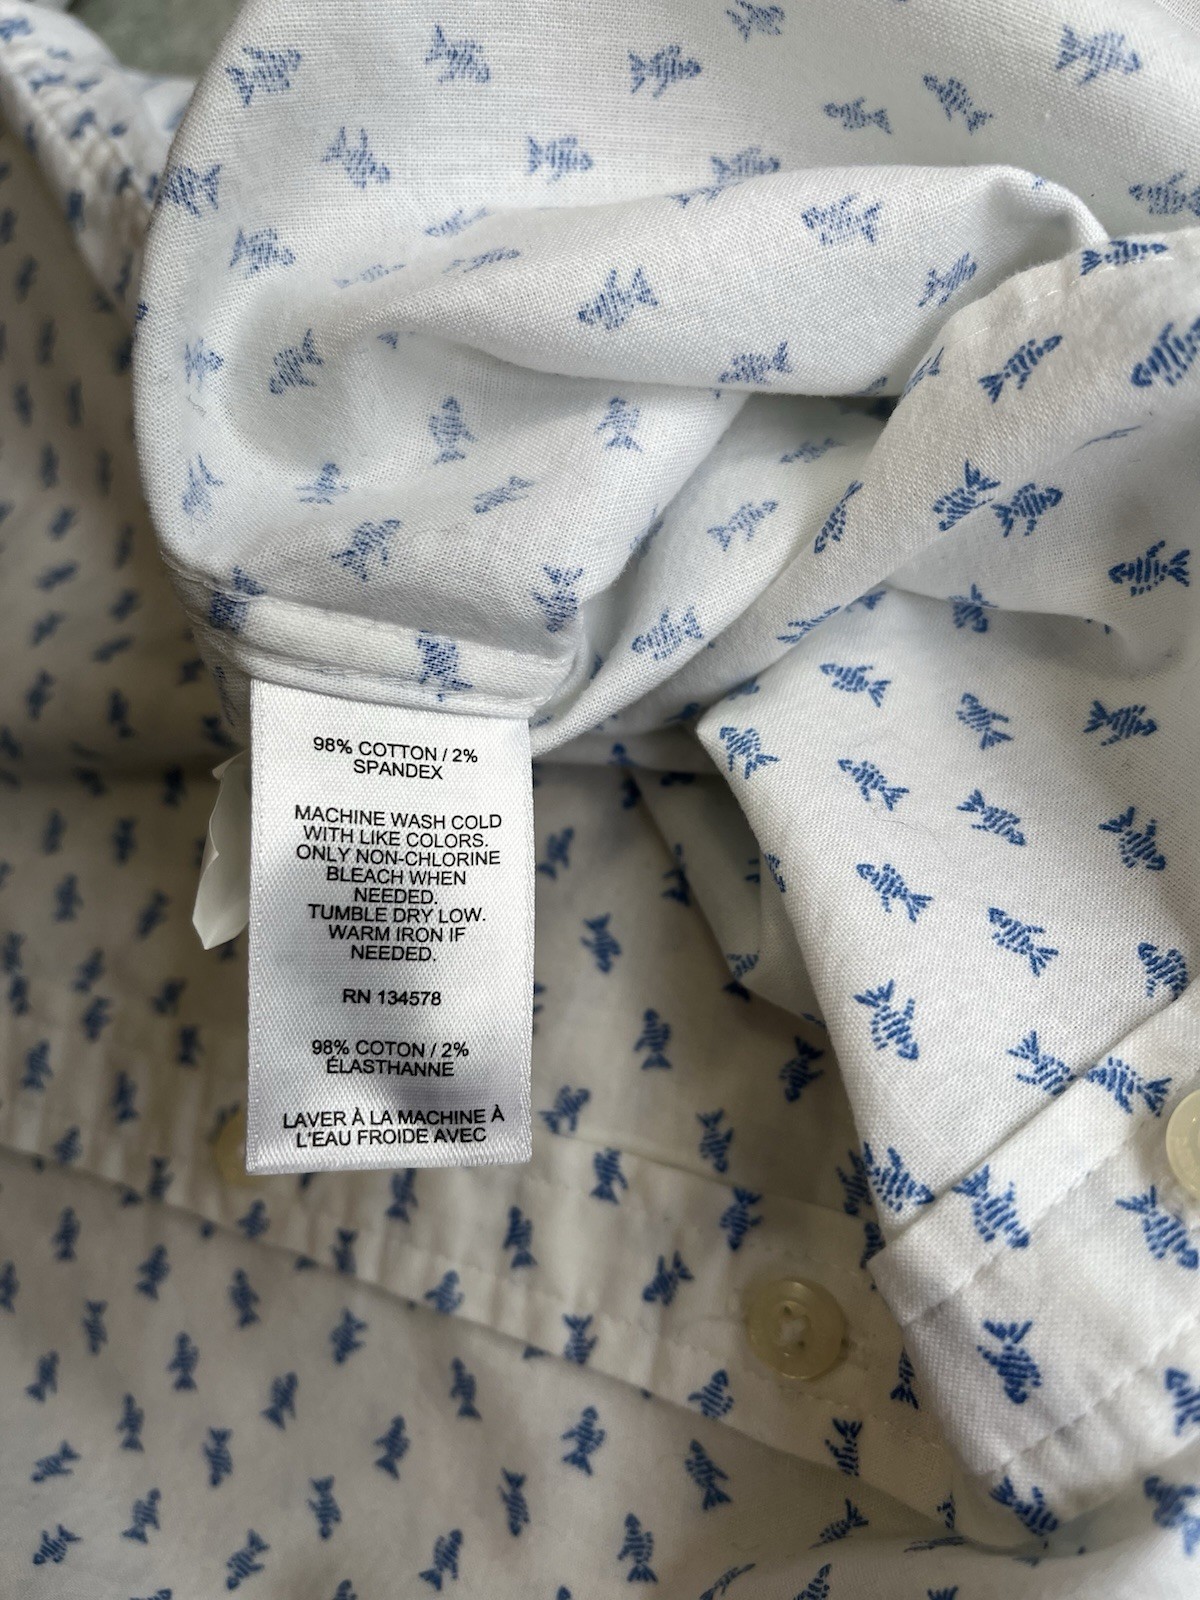 98% COTTON / 2%
SPANDEX
MACHINE WASH COLD
WITH LIKE COLORS.
ONLY NON-CHLORINE
BLEACH WHEN
NEEDED.
TUMBLE DRY LOW.
WARM IRON IF
NEEDED.
RN 134578
98% COTON / 2%
ÉLASTHANNE
LAVER À LA MACHINE À
L'EAU FROIDE AVEC